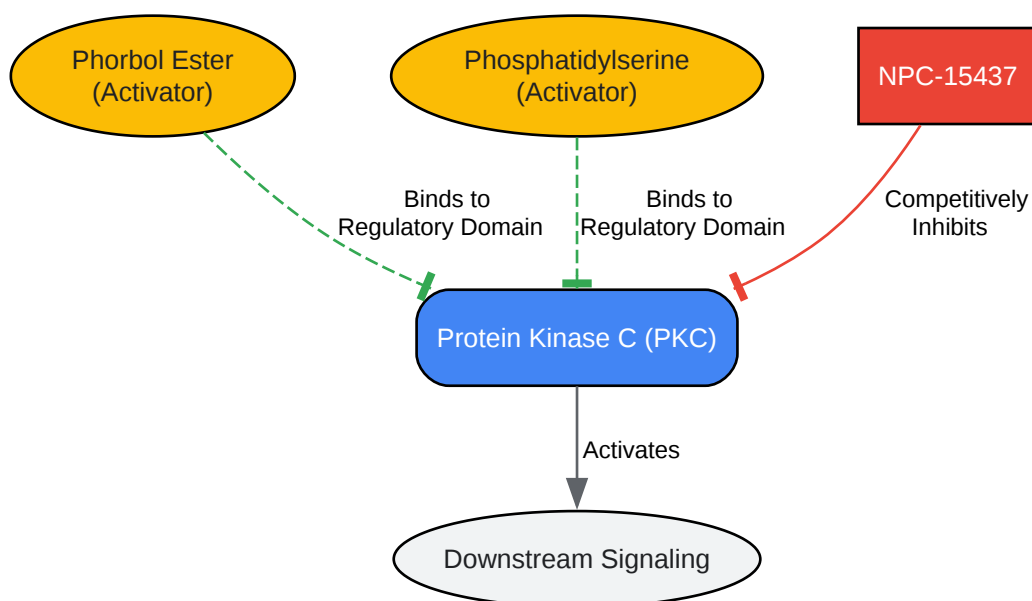 Phorbol Ester
(Activator)
Phosphatidylserine
(Activator)
NPC-15437
Binds to
Regulatory Domain
Binds to
Regulatory Domain
Competitively
Inhibits
Protein Kinase C (PKC)
Activates
Downstream Signaling